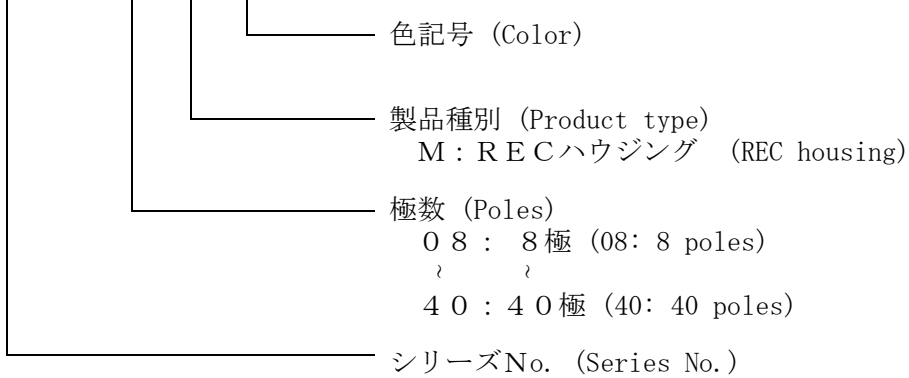 色記号 (Color)
製品種別 (Product type)
M:RECハウジング (REC housing)
極数 (Poles)
08: 8極 (08: 8 poles)
~ ~
40:40極 (40: 40 poles)
シリーズNo. (Series No.)